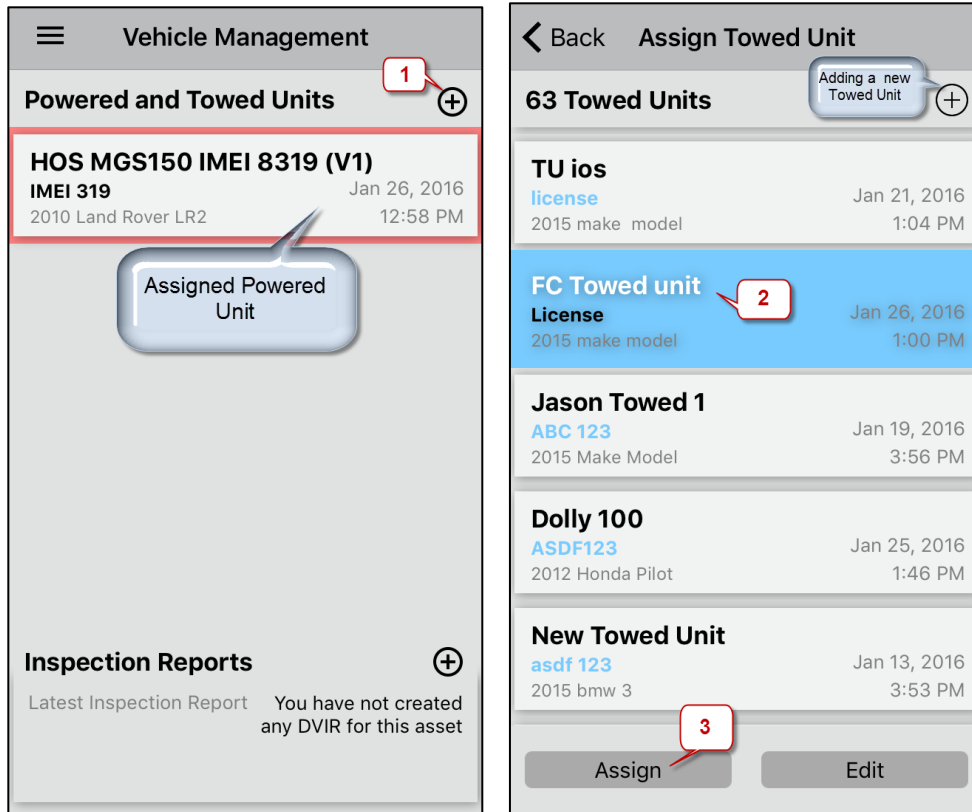 Vehicle Management
1
Powered and Towed Units
HOS MGS150 IMEI 8319 (V1)
IMEI 319
Jan 26, 2016
2010 Land Rover LR2
12:58 PM
Assigned Powered
Unit
Inspection Reports
Latest Inspection Report
You have not created
any DVIR for this asset
Back
Assign Towed Unit
Adding a new
Towed Unit
63 Towed Units
TU ios
license
Jan 21, 2016
2015 make model
1:04 PM
FC Towed unit
2
License
Jan 26, 2016
2015 make model
1:00 PM
Jason Towed 1
ABC 123
Jan 19, 2016
2015 Make Model
3:56 PM
Dolly 100
ASDF123
Jan 25, 2016
2012 Honda Pilot
1:46 PM
New Towed Unit
asdf 123
Jan 13, 2016
2015 bmw 3
3:53 PM
3
Assign
Edit